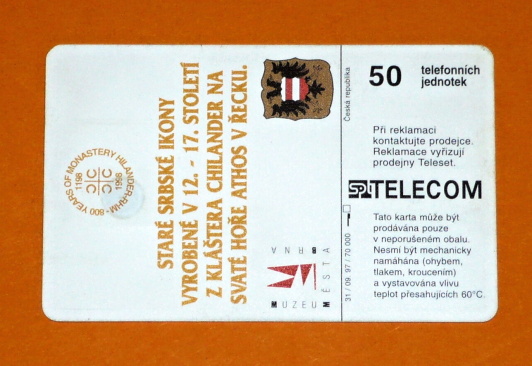 800 YEARS OF MONASTERY HILANDER-RHM
1198 1998
STARÉ SRBSKÉ IKONY
VYROBENÉ V 12. - 17. STOLETÍ
Z KLÁŠTERA CHILANDER NA
SVATÉ HOŘE ATHOS V ŘECKU.
MUZEUM MĚSTA
BRNA
Česká republika
31 / 09. 97 / 70 000
50 telefonních
jednotek
Při reklamaci
kontaktujte prodejce.
Reklamace vyřizují
prodejny Teleset.
SPT TELECOM
Tato karta může být
prodávána pouze
v neporušeném obalu.
Nesmí být mechanicky
namáhána (ohybem,
tlakem, kroucením)
a vystavována vlivu
teplot přesahujících 60°C.